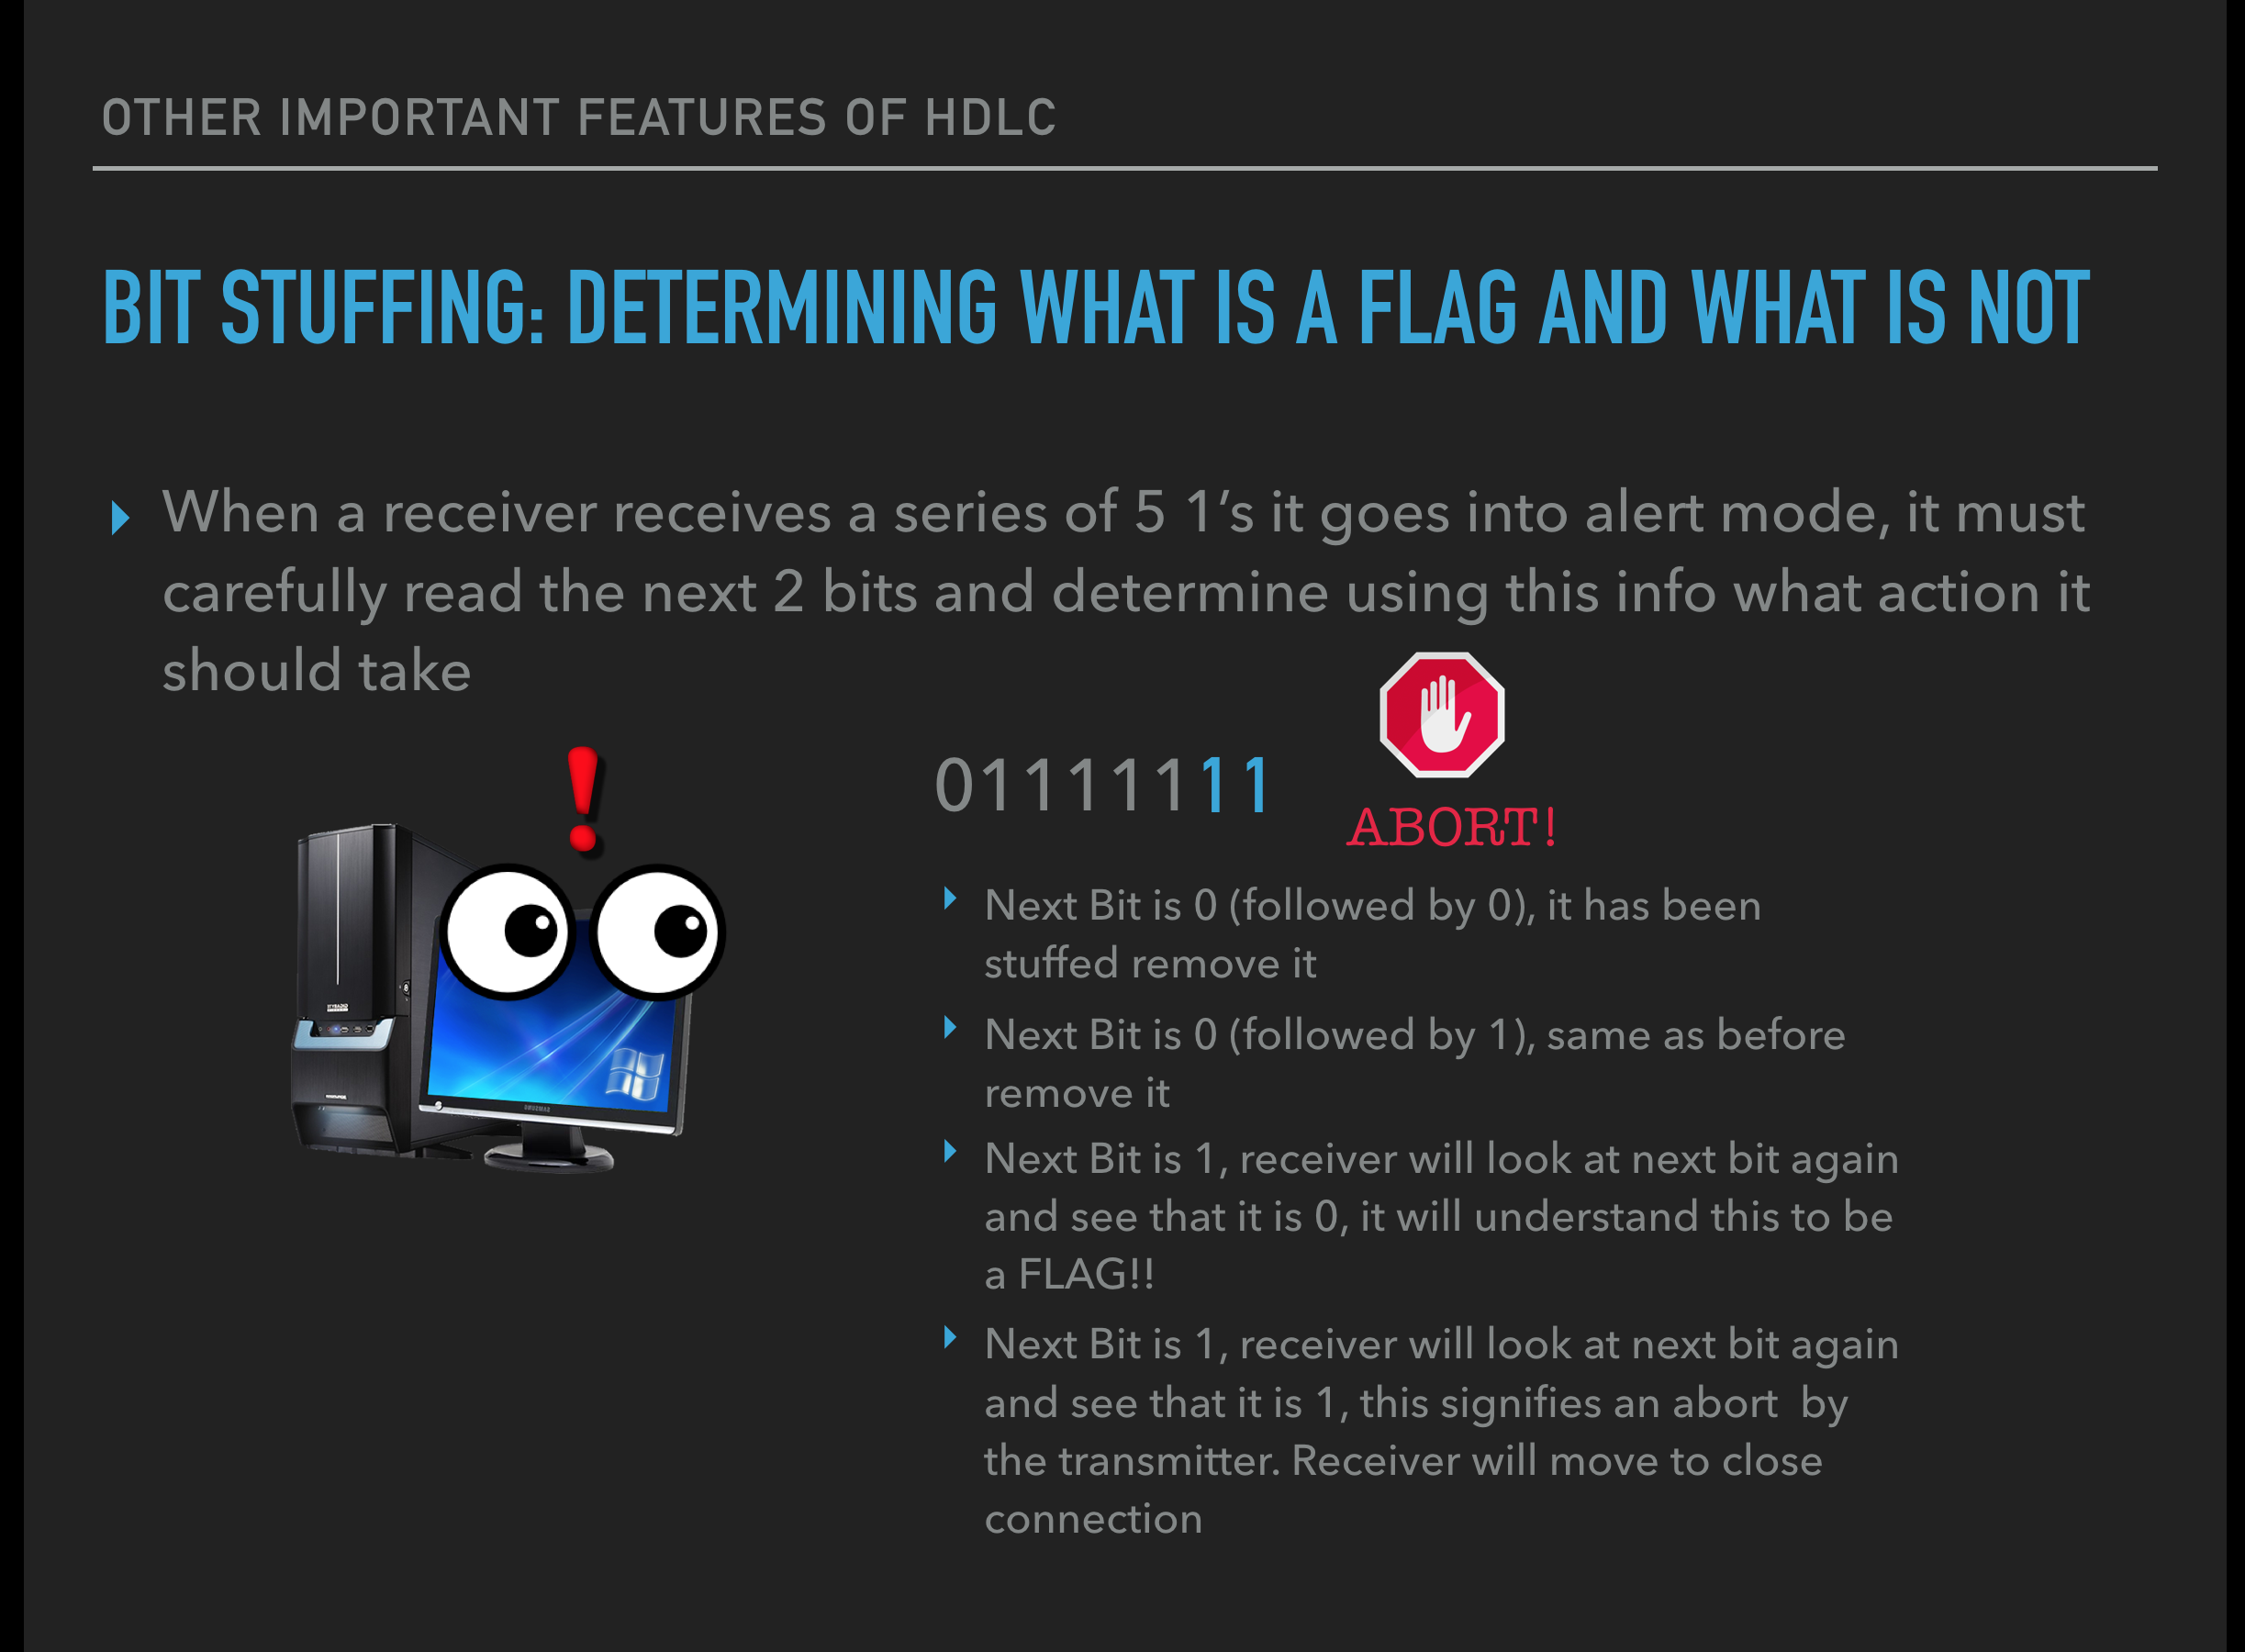 OTHER IMPORTANT FEATURES OF HDLC
BIT STUFFING: DETERMINING WHAT IS A FLAG AND WHAT IS NOT
When a receiver receives a series of 5 1’s it goes into alert mode, it must
carefully read the next 2 bits and determine using this info what action it
should take
01111111
ABORT!
Next Bit is 0 (followed by 0), it has been
stuffed remove it
Next Bit is 0 (followed by 1), same as before
remove it
Next Bit is 1, receiver will look at next bit again
and see that it is 0, it will understand this to be
a FLAG!!
Next Bit is 1, receiver will look at next bit again
and see that it is 1, this signifies an abort  by
the transmitter. Receiver will move to close
connection